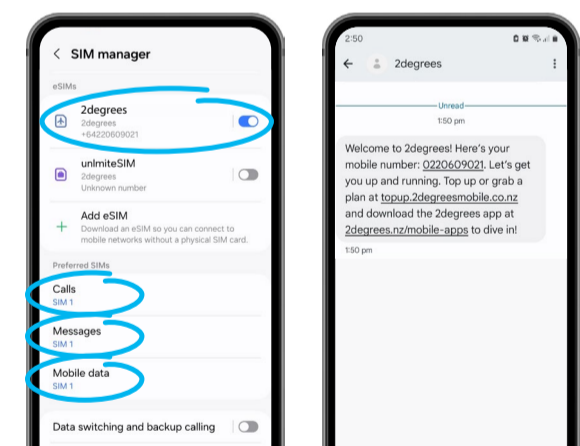 SIM manager
eSIMs
2degrees
2degrees
+64220609021
unlmiteSIM
2degrees
Unknown number
Add eSIM
Download an eSIM so you can connect to
mobile networks without a physical SIM card.
Preferred SIMs
Calls
SIM 1
Messages
SIM 1
Mobile data
SIM 1
Data switching and backup calling
2:50
2degrees
Unread
1:50 pm
Welcome to 2degrees! Here's your
mobile number: 0220609021. Let's get
you up and running. Top up or grab a
plan at topup.2degreesmobile.co.nz
and download the 2degrees app at
2degrees.nz/mobile-apps to dive in!
1:50 pm